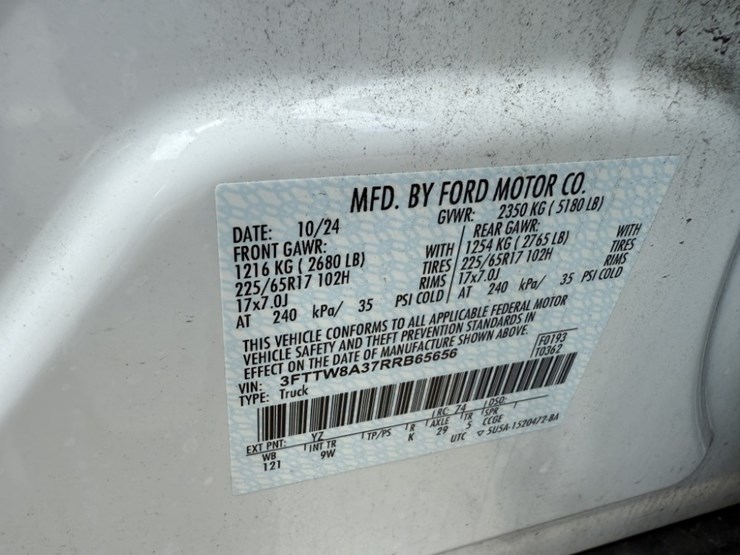 MFD. BY FORD MOTOR CO.
DATE: 10/24 GVWR: 2350 KG ( 5180 LB)
FRONT GAWR: REAR GAWR:
1216 KG ( 2680 LB) WITH 1254 KG ( 2765 LB) WITH
225/65R17 102H TIRES 225/65R17 102H TIRES
17x7.0J RIMS 17x7.0J RIMS
AT 240 kPa/ 35 PSI COLD AT 240 kPa/ 35 PSI COLD
THIS VEHICLE CONFORMS TO ALL APPLICABLE FEDERAL MOTOR
VEHICLE SAFETY AND THEFT PREVENTION STANDARDS IN
EFFECT ON THE DATE OF MANUFACTURE SHOWN ABOVE.
VIN: 3FTTW8A37RRB65656 F0193
TYPE: Truck T0362
EXT PNT: YZ RC: 74 DSO:
WB INT TR TP/PS R AXLE TR SPR
121 9W K 29 5 CCGE
UTC 5U5A-1520472-BA